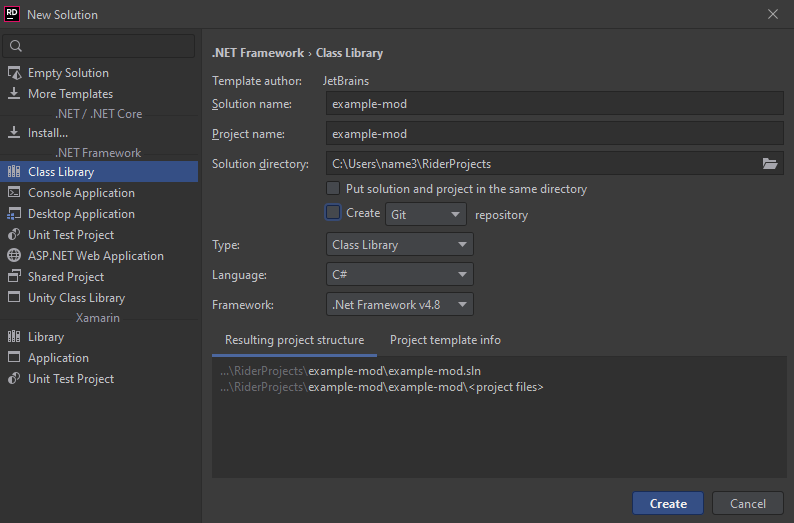 RD New Solution
Empty Solution
More Templates
.NET / .NET Core
Install...
.NET Framework
Class Library
Console Application
Desktop Application
Unit Test Project
ASP.NET Web Application
Shared Project
Unity Class Library
Xamarin
Library
Application
Unit Test Project
.NET Framework › Class Library
Template author: JetBrains
Solution name: example-mod
Project name: example-mod
Solution directory: C:\Users\name3\RiderProjects
Put solution and project in the same directory
Create Git repository
Type: Class Library
Language: C#
Framework: .Net Framework v4.8
Resulting project structure Project template info
...\RiderProjects\example-mod\example-mod.sln
...\RiderProjects\example-mod\example-mod\<project files>
Create Cancel